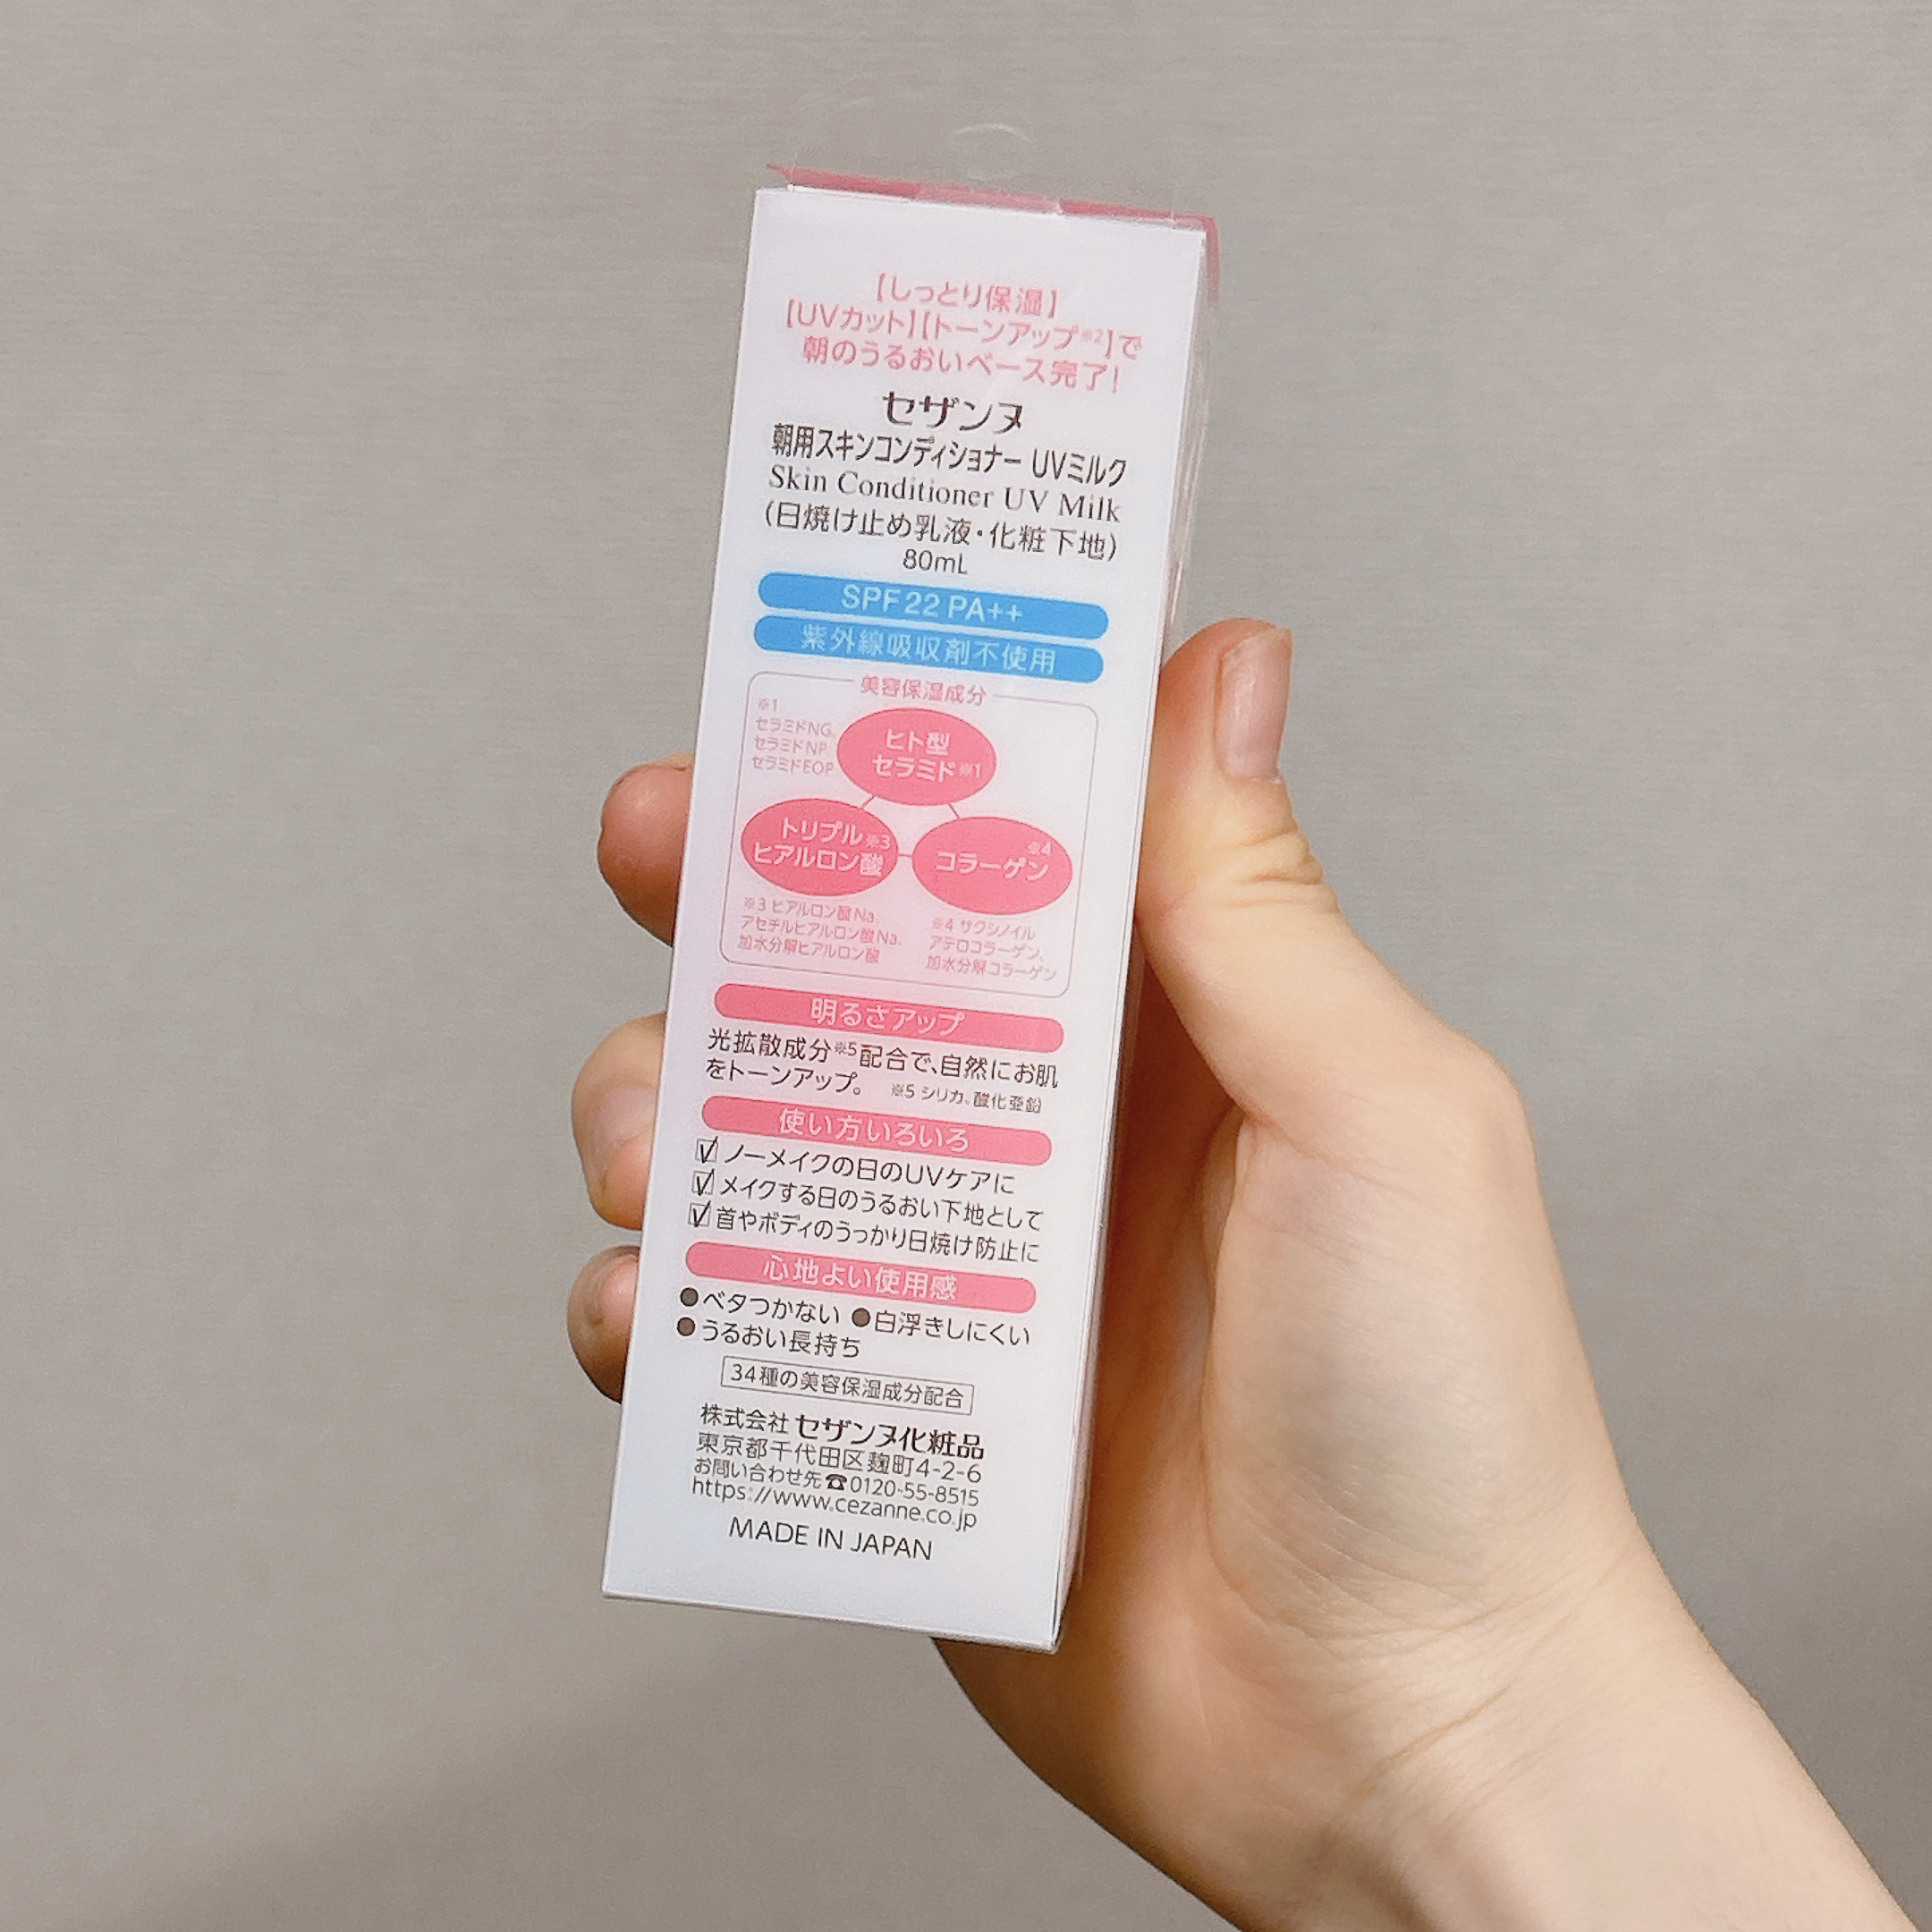 【しっとり保湿】
【UVカット】【トーンアップ※2】で
朝のうるおいベース完了!
セザンヌ
朝用スキンコンディショナー UVミルク
Skin Conditioner UV Milk
(日焼け止め乳液・化粧下地)
80mL
SPF22 PA++
紫外線吸収剤不使用
美容保湿成分
※1
セラミドNG、
セラミドNP、
セラミドEOP
ヒト型
セラミド※1
トリプル※3
ヒアルロン酸
※4
コラーゲン
※3 ヒアルロン酸Na、
アセチルヒアルロン酸Na、
加水分解ヒアルロン酸
※4 サクシノイル
アテロコラーゲン、
加水分解コラーゲン
明るさアップ
光拡散成分※5配合で、自然にお肌
をトーンアップ。 ※5 シリカ、酸化亜鉛
使い方いろいろ
ノーメイクの日のUVケアに
メイクする日のうるおい下地として
首やボディのうっかり日焼け防止に
心地よい使用感
●ベタつかない ●白浮きしにくい
●うるおい長持ち
34種の美容保湿成分配合
株式会社 セザンヌ化粧品
東京都千代田区麹町4-2-6
お問い合わせ先☎0120-55-8515
https://www.cezanne.co.jp
MADE IN JAPAN